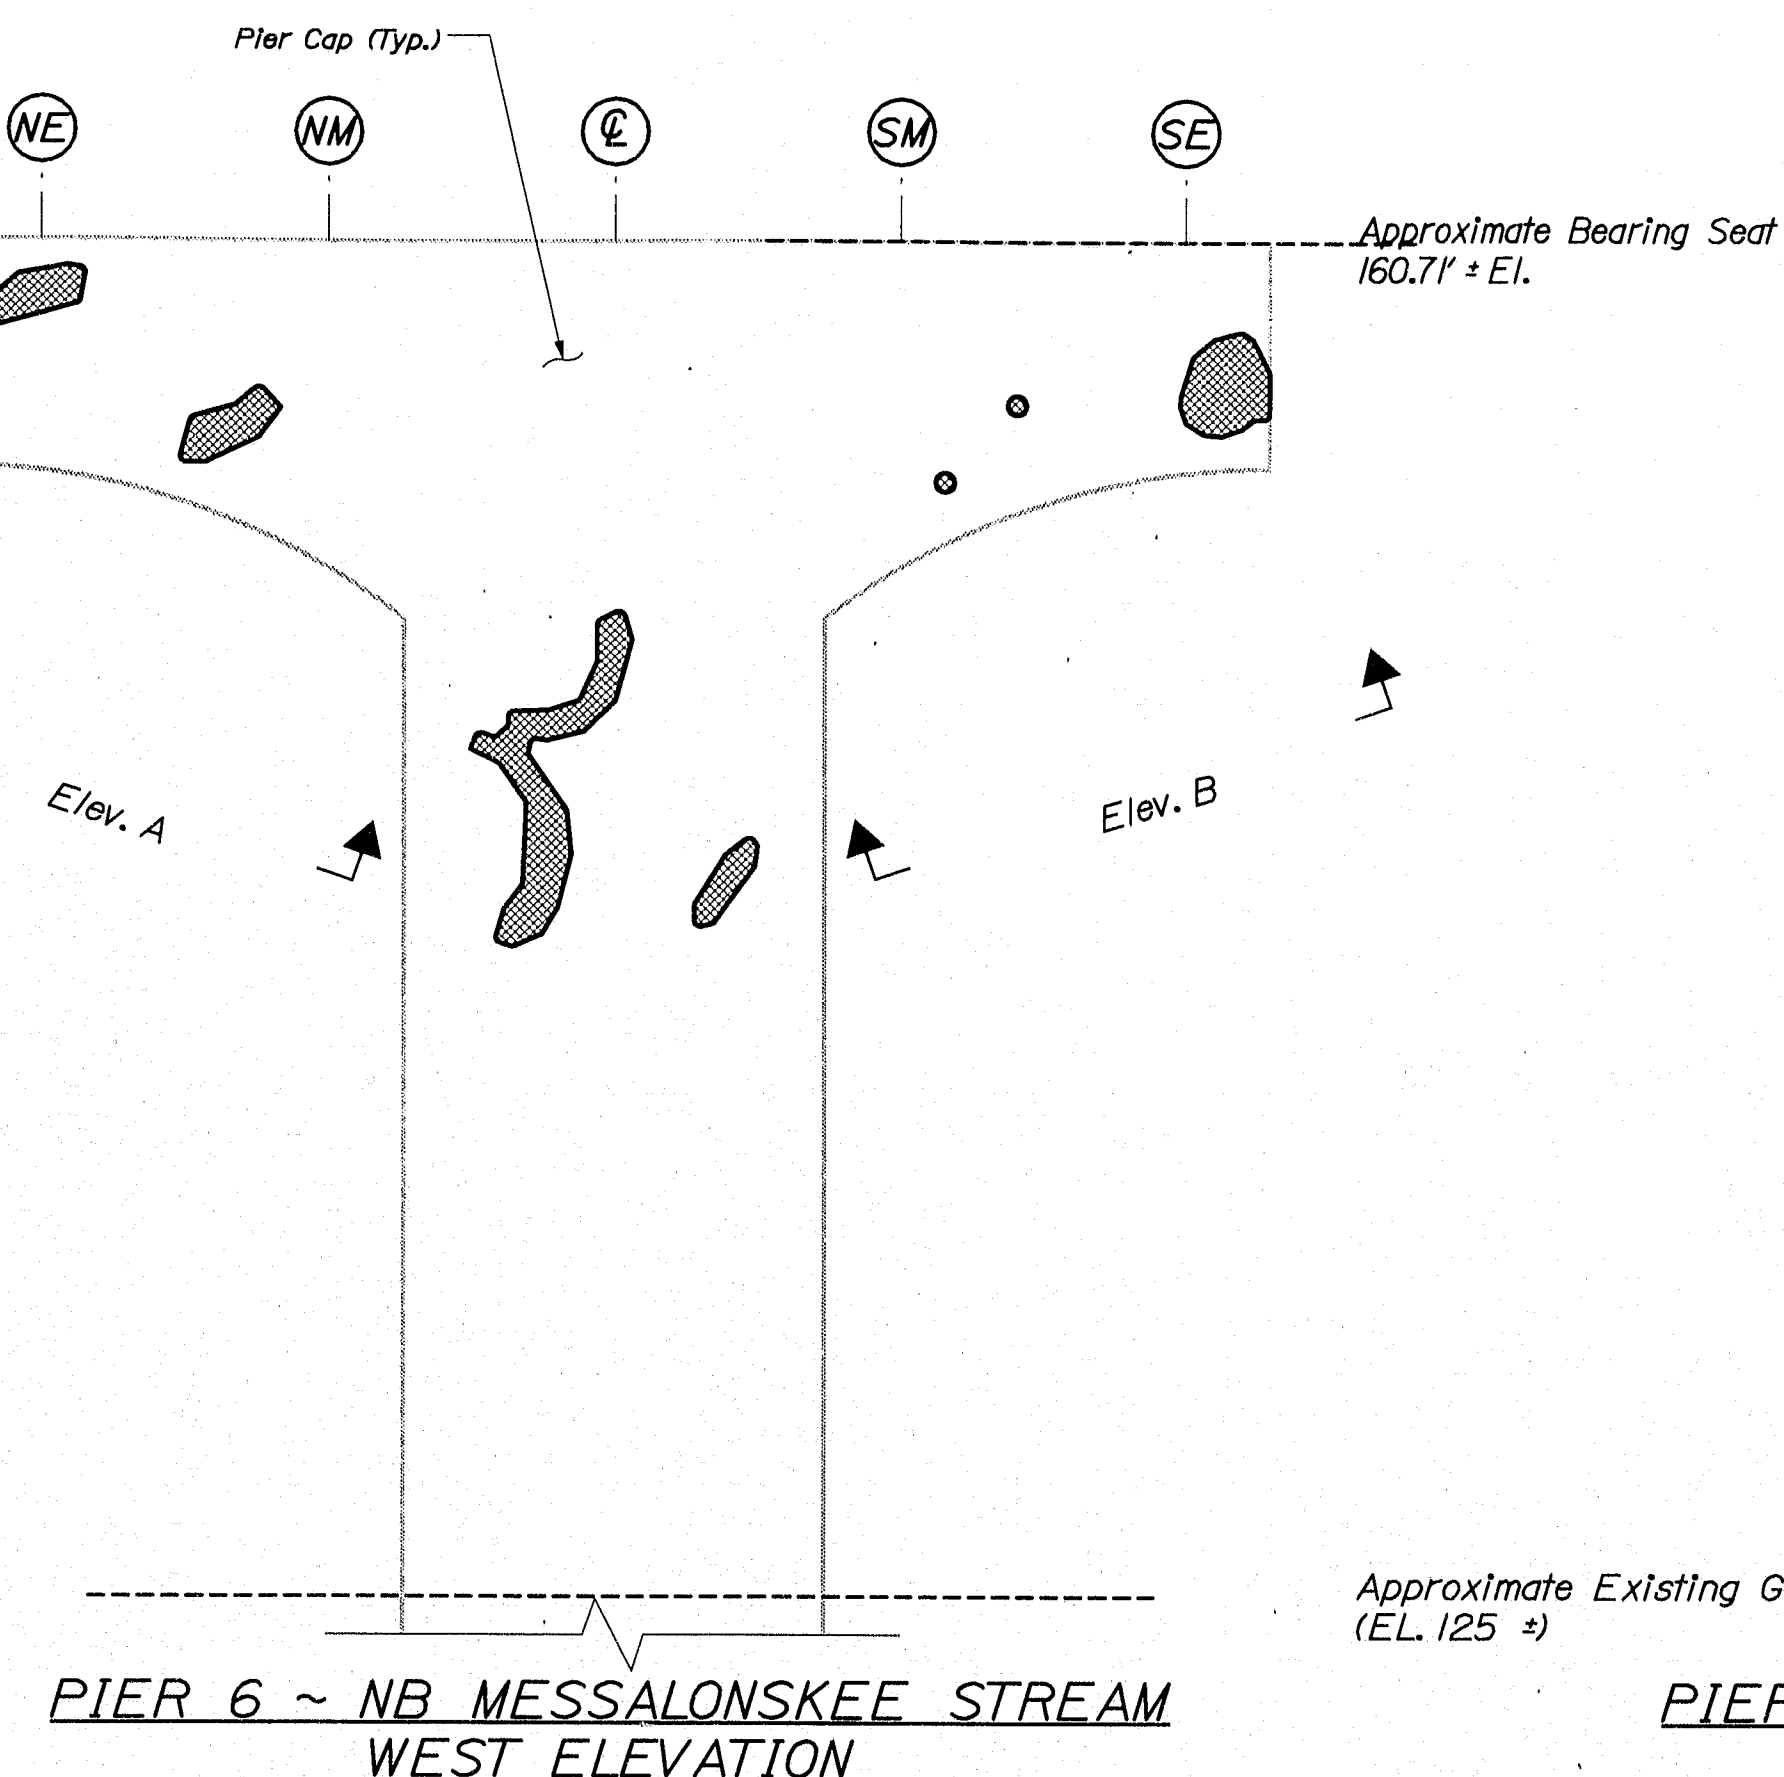 Pier Cap (Typ.)
NE
NM
℄
SM
SE
Approximate Bearing Seat
160.71' ± El.
Elev. A
Elev. B
Approximate Existing G
(EL. 125 ±)
PIER 6 ~ NB MESSALONSKEE STREAM
WEST ELEVATION
PIER